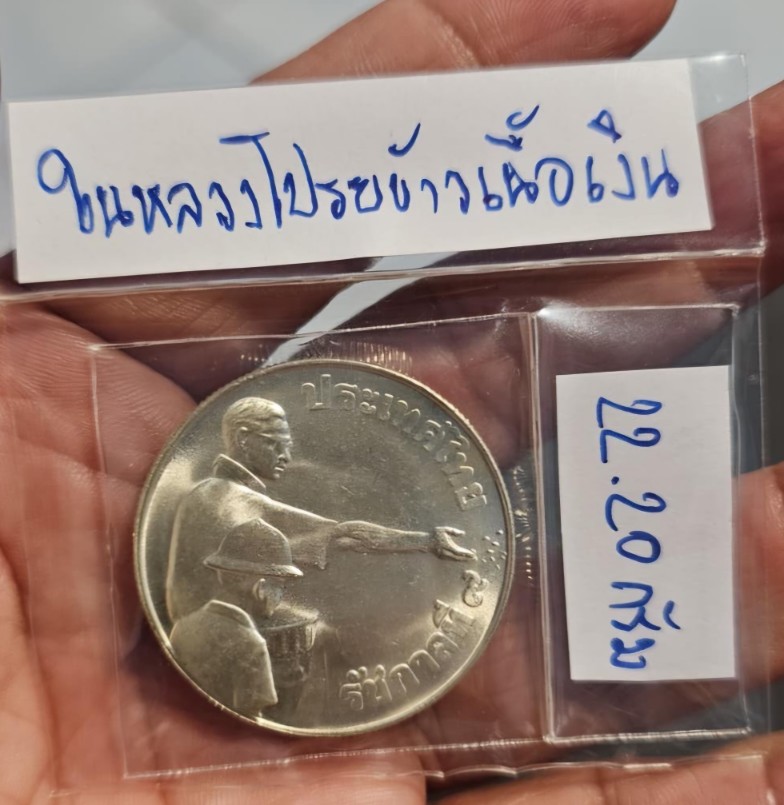 ในหลวงโปรยข้าวเนื้อเงิน
ประเทศไทย
รัชกาลที่ ๙
22.20 กรัม